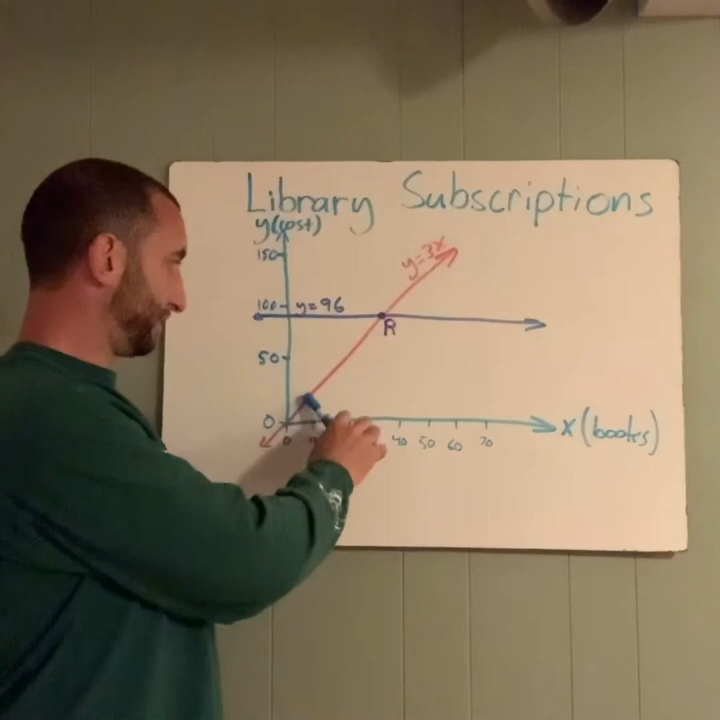 Library Subscriptions
y(cost)
150
y=3x
100
y=96
R
50
0
x (books)
0
40 50 60 70